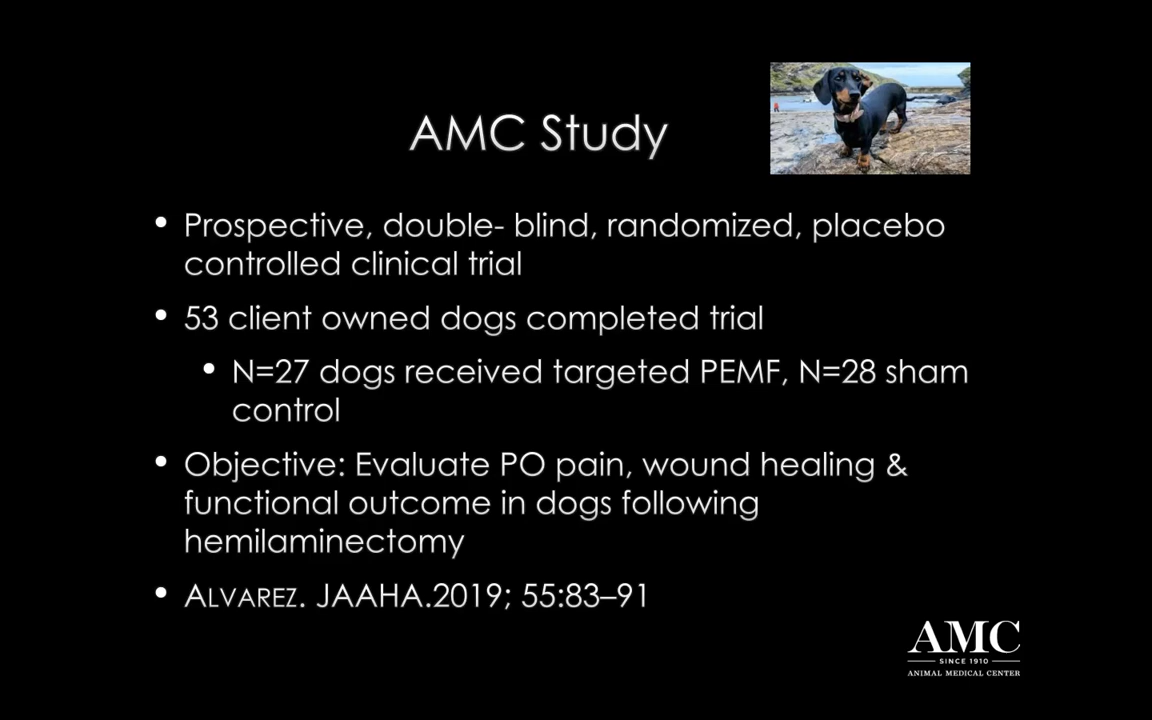 AMC Study
• Prospective, double- blind, randomized, placebo
controlled clinical trial
• 53 client owned dogs completed trial
• N=27 dogs received targeted PEMF, N=28 sham
control
• Objective: Evaluate PO pain, wound healing &
functional outcome in dogs following
hemilaminectomy
• ALVAREZ. JAAHA.2019; 55:83–91
AMC
SINCE 1910
ANIMAL MEDICAL CENTER